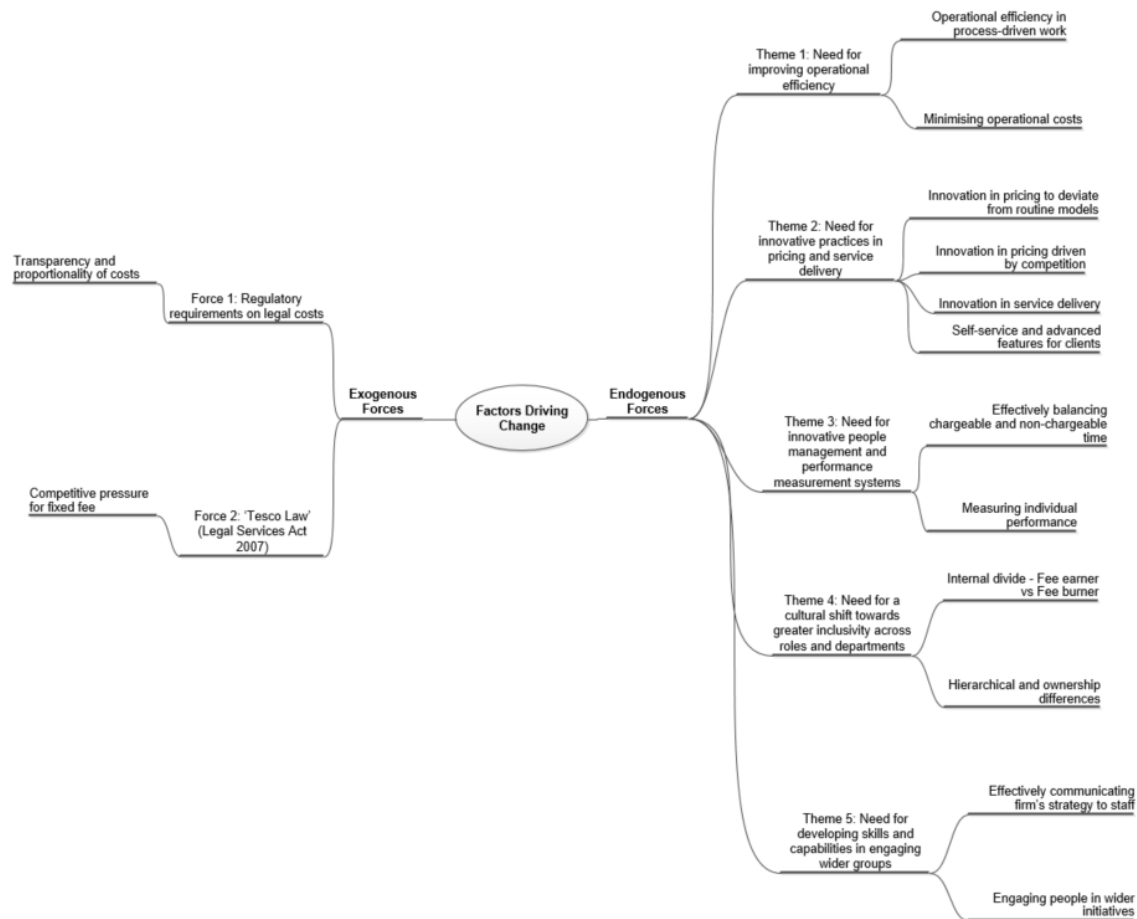 Transparency and
proportionality of costs
Force 1: Regulatory
requirements on legal costs
Competitive pressure
for fixed fee
Force 2: ‘Tesco Law’
(Legal Services Act
2007)
Exogenous
Forces
Factors Driving
Change
Endogenous
Forces
Theme 1: Need for
improving operational
efficiency
Operational efficiency in
process-driven work
Minimising operational costs
Theme 2: Need for
innovative practices in
pricing and service
delivery
Innovation in pricing to deviate
from routine models
Innovation in pricing driven
by competition
Innovation in service delivery
Self-service and advanced
features for clients
Theme 3: Need for
innovative people
management and
performance
measurement systems
Effectively balancing
chargeable and non-chargeable
time
Measuring individual
performance
Theme 4: Need for a
cultural shift towards
greater inclusivity across
roles and departments
Internal divide - Fee earner
vs Fee burner
Hierarchical and ownership
differences
Theme 5: Need for
developing skills and
capabilities in engaging
wider groups
Effectively communicating
firm's strategy to staff
Engaging people in wider
initiatives